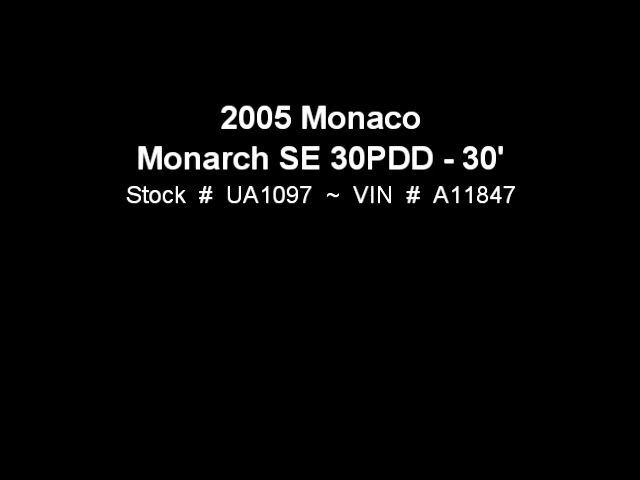 2005 Monaco
Monarch SE 30PDD - 30'
Stock # UA1097 ~ VIN # A11847